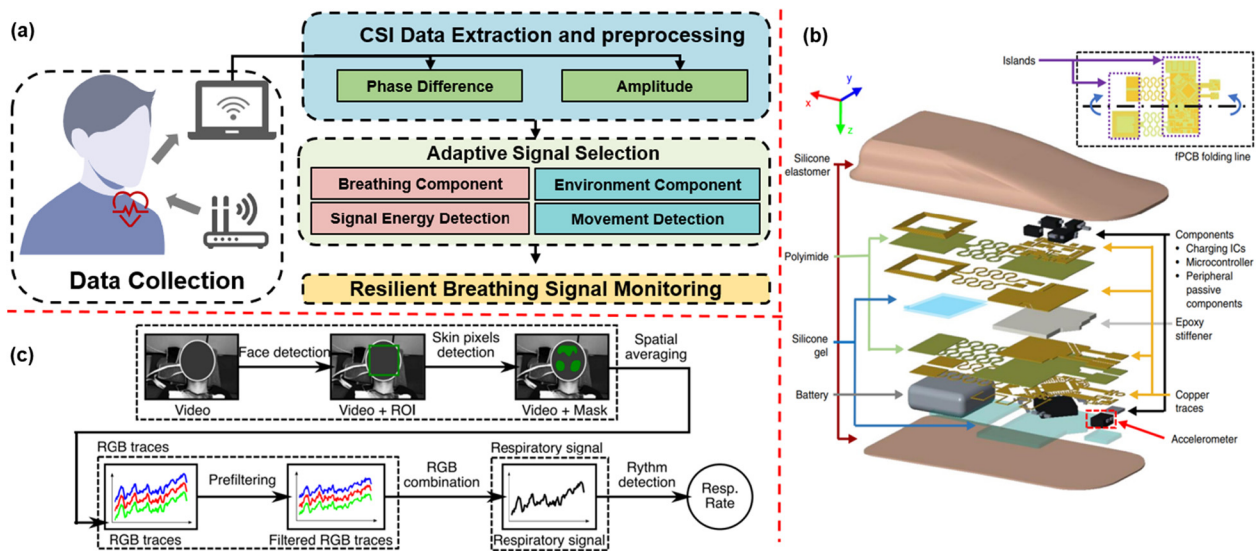 (a)
CSI Data Extraction and preprocessing
Phase Difference
Amplitude
Adaptive Signal Selection
Breathing Component
Environment Component
Signal Energy Detection
Movement Detection
Data Collection
Resilient Breathing Signal Monitoring
(b)
x
y
z
Islands
fPCB folding line
Silicone
elastomer
Polyimide
Silicone
gel
Battery
Components
• Charging ICs
• Microcontroller
• Peripheral
passive
components
Epoxy
stiffener
Copper
traces
Accelerometer
(c)
Face detection
Skin pixels
detection
Spatial
averaging
Video
Video + ROI
Video + Mask
RGB traces
Prefiltering
RGB
combination
Respiratory signal
Rythm
detection
Resp.
Rate
RGB traces
Filtered RGB traces
Respiratory signal